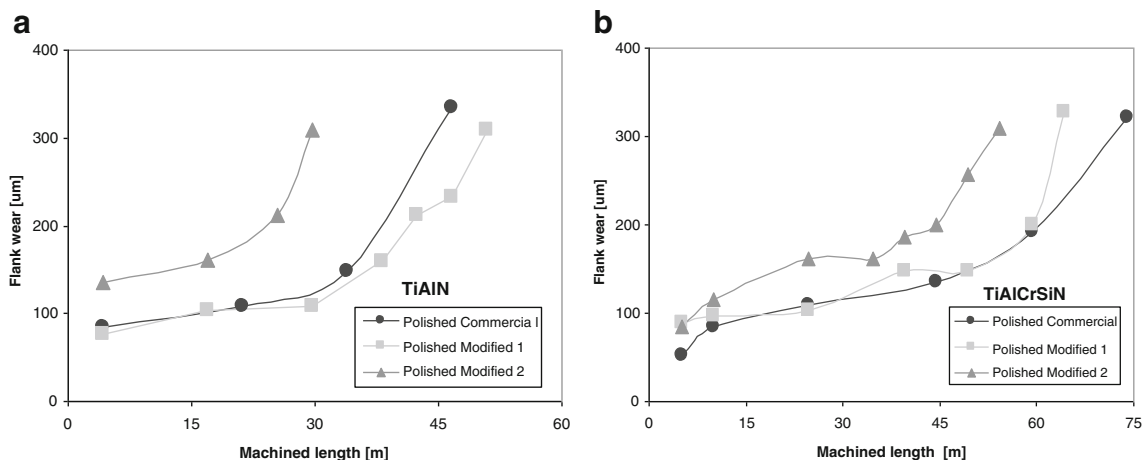 a
400
300
200
100
0
Flank wear [um]
TiAlN
Polished Commercia l
Polished Modified 1
Polished Modified 2
0 15 30 45 60
Machined length [m]
b
400
300
200
100
0
Flank wear [um]
TiAlCrSiN
Polished Commercial
Polished Modified 1
Polished Modified 2
0 15 30 45 60 75
Machined length [m]